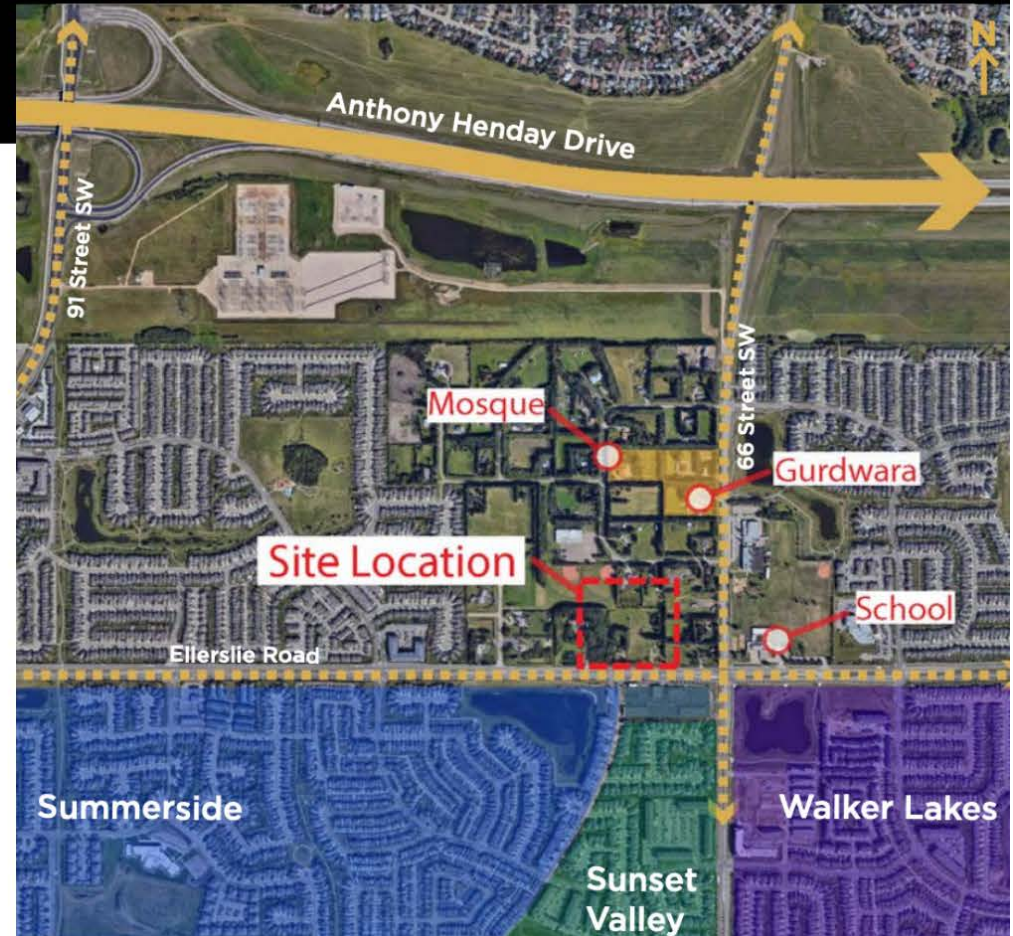 N
Anthony Henday Drive
91 Street SW
66 Street SW
Mosque
Gurdwara
Site Location
School
Ellerslie Road
Summerside
Walker Lakes
Sunset
Valley